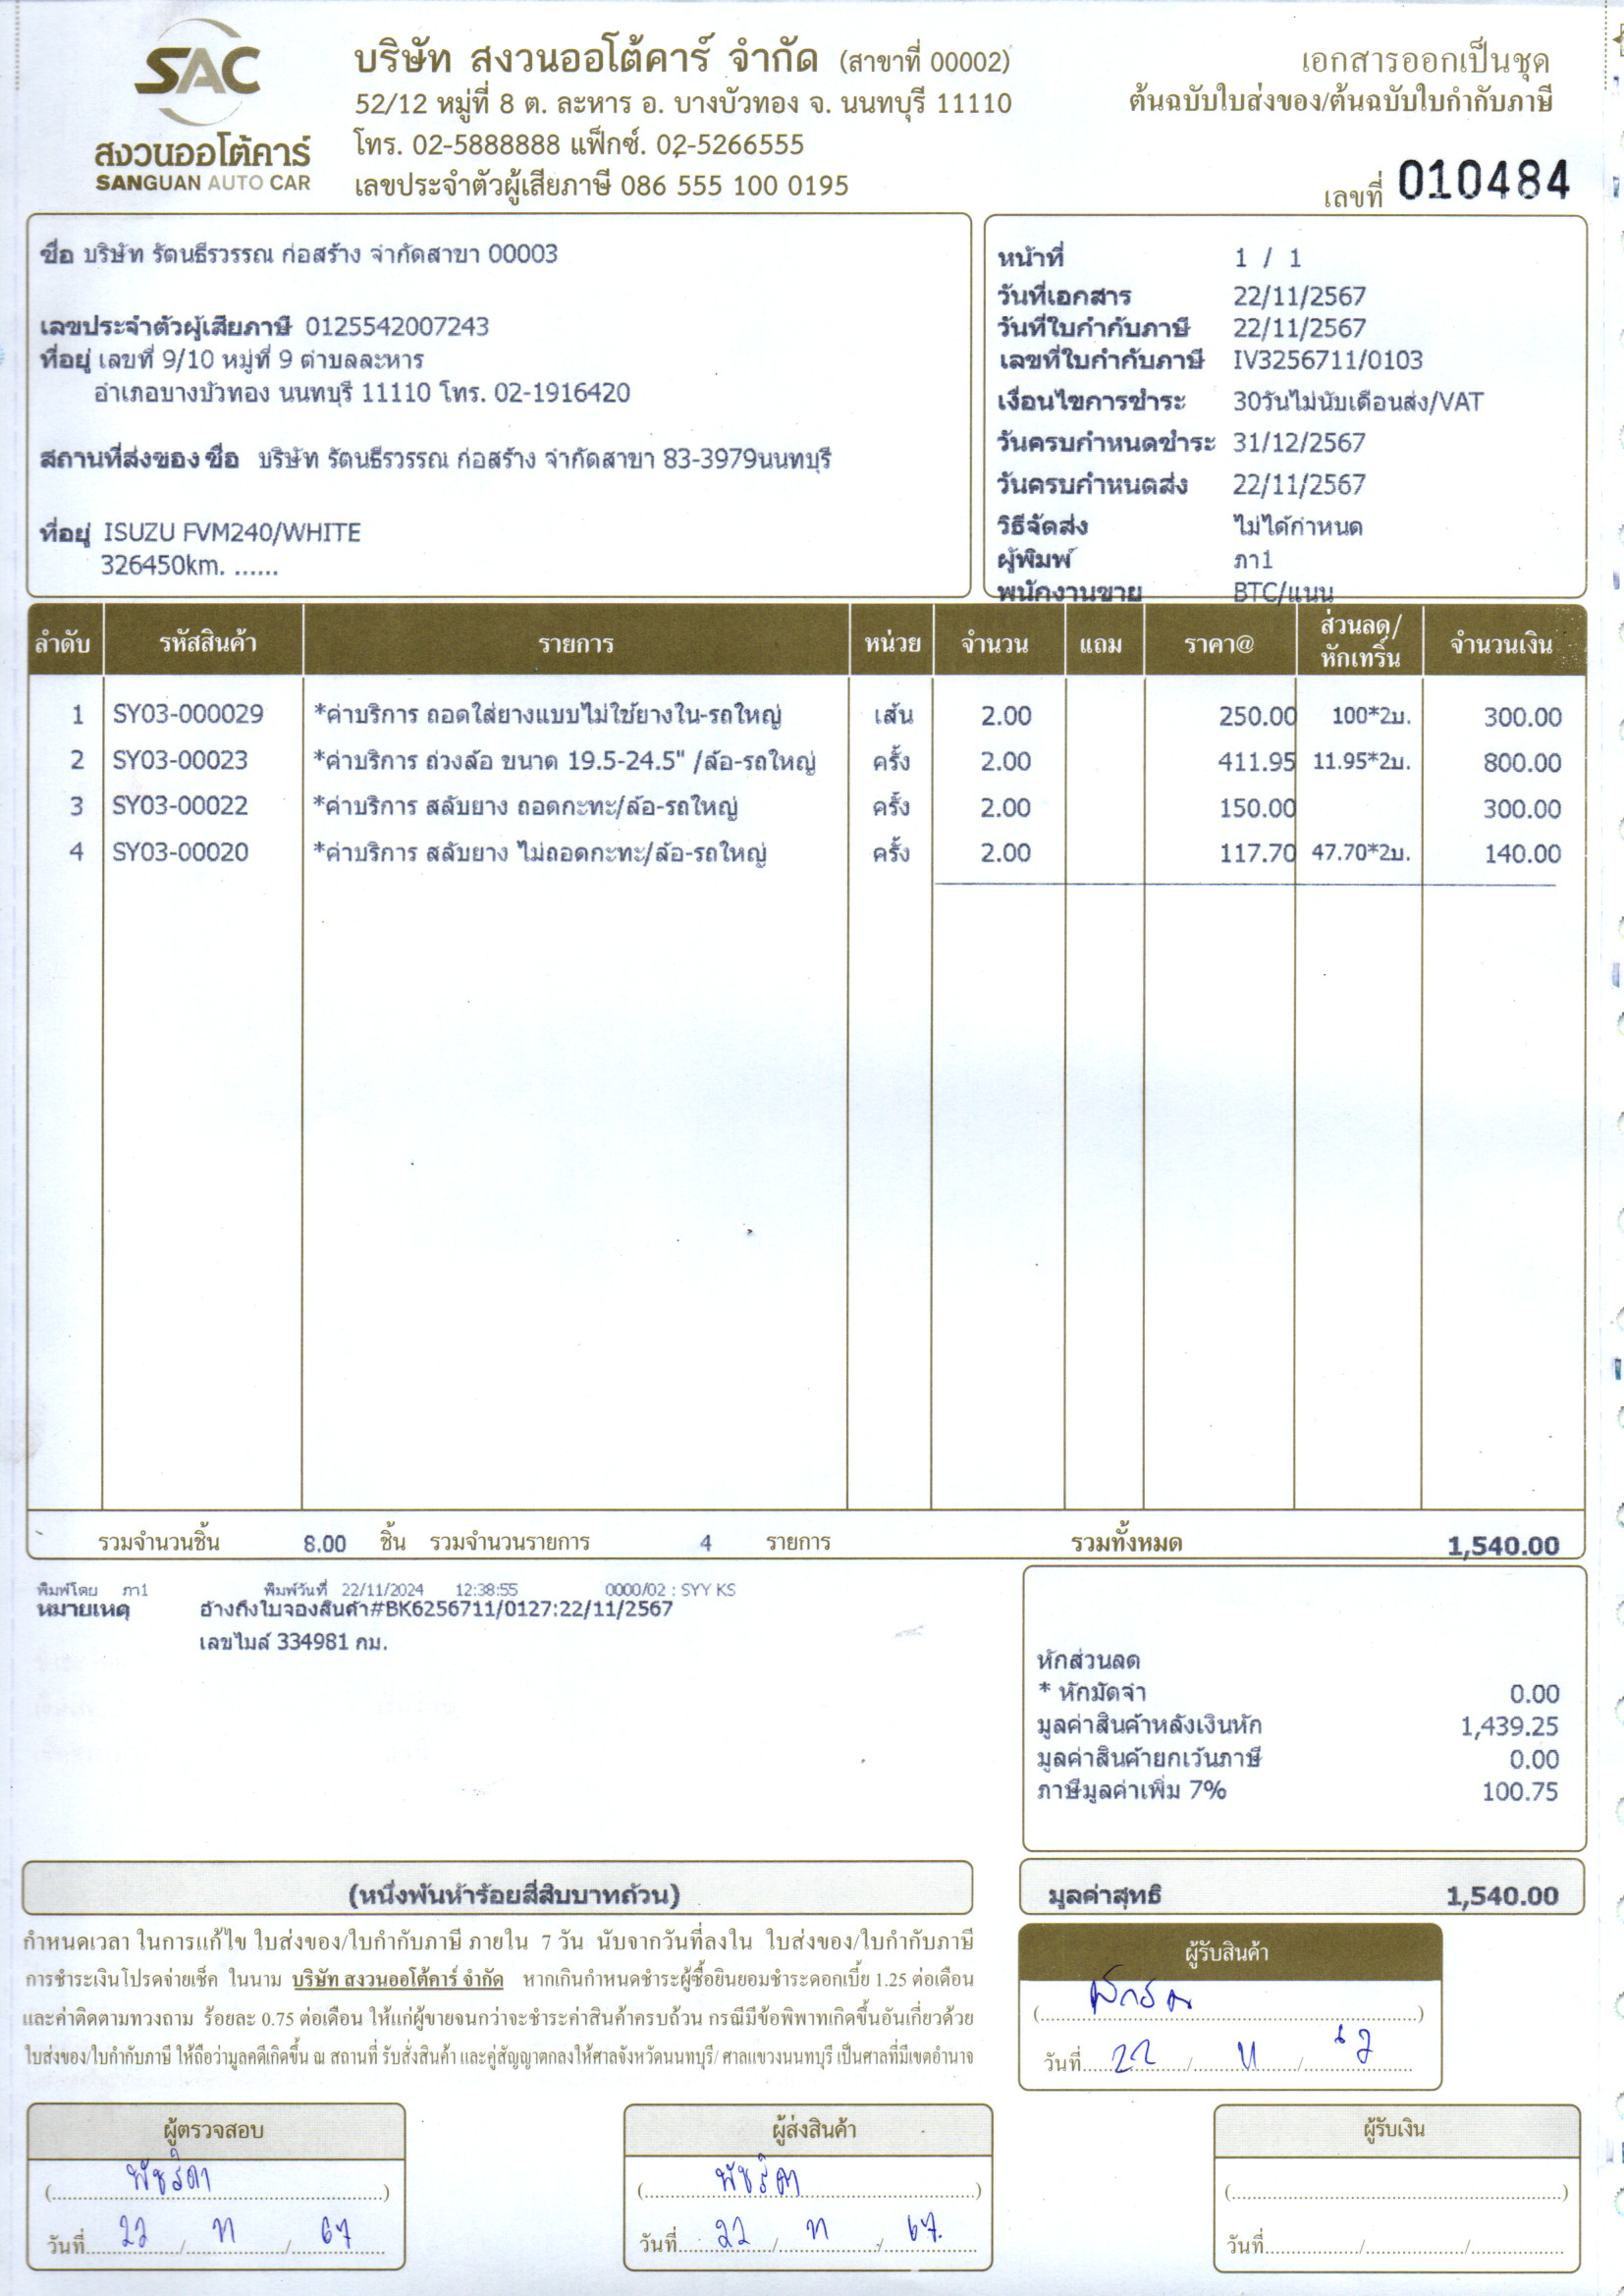 SAC
สงวนออโต้คาร์
SANGUAN AUTO CAR
บริษัท สงวนออโต้คาร์ จำกัด (สาขาที่ 00002)
52/12 หมู่ที่ 8 ต. ละหาร อ. บางบัวทอง จ. นนทบุรี 11110
โทร. 02-5888888 แฟ็กซ์. 02-5266555
เลขประจำตัวผู้เสียภาษี 086 555 100 0195
เอกสารออกเป็นชุด
ต้นฉบับใบส่งของ/ต้นฉบับใบกำกับภาษี
เลขที่ 010484
ชื่อ บริษัท รัตนธีรวรรณ ก่อสร้าง จำกัดสาขา 00003
เลขประจำตัวผู้เสียภาษี 0125542007243
ที่อยู่ เลขที่ 9/10 หมู่ที่ 9 ตำบลละหาร
อำเภอบางบัวทอง นนทบุรี 11110 โทร. 02-1916420
สถานที่ส่งของ ชื่อ บริษัท รัตนธีรวรรณ ก่อสร้าง จำกัดสาขา 83-3979นนทบุรี
ที่อยู่ ISUZU FVM240/WHITE
326450km. ......
หน้าที่ 1 / 1
วันที่เอกสาร 22/11/2567
วันที่ใบกำกับภาษี 22/11/2567
เลขที่ใบกำกับภาษี IV3256711/0103
เงื่อนไขการชำระ 30วันไม่นับเดือนส่ง/VAT
วันครบกำหนดชำระ 31/12/2567
วันครบกำหนดส่ง 22/11/2567
วิธีจัดส่ง ไม่ได้กำหนด
ผู้พิมพ์ ภา1
พนักงานขาย BTC/แนน
ลำดับ รหัสสินค้า รายการ หน่วย จำนวน แถม ราคา@ ส่วนลด/หักเทริ์น จำนวนเงิน
1 SY03-000029 *ค่าบริการ ถอดใส่ยางแบบไม่ใช้ยางใน-รถใหญ่ เส้น 2.00 250.00 100*2บ. 300.00
2 SY03-00023 *ค่าบริการ ถ่วงล้อ ขนาด 19.5-24.5" /ล้อ-รถใหญ่ ครั้ง 2.00 411.95 11.95*2บ. 800.00
3 SY03-00022 *ค่าบริการ สลับยาง ถอดกะทะ/ล้อ-รถใหญ่ ครั้ง 2.00 150.00 300.00
4 SY03-00020 *ค่าบริการ สลับยาง ไม่ถอดกะทะ/ล้อ-รถใหญ่ ครั้ง 2.00 117.70 47.70*2บ. 140.00
รวมจำนวนชิ้น 8.00 ชิ้น รวมจำนวนรายการ 4 รายการ รวมทั้งหมด 1,540.00
พิมพ์โดย ภา1 พิมพ์วันที่ 22/11/2024 12:38:55 0000/02 : SYY KS
หมายเหตุ อ้างถึงใบจองสินค้า#BK6256711/0127:22/11/2567
เลขไมล์ 334981 กม.
หักส่วนลด
* หักมัดจำ 0.00
มูลค่าสินค้าหลังเงินหัก 1,439.25
มูลค่าสินค้ายกเว้นภาษี 0.00
ภาษีมูลค่าเพิ่ม 7% 100.75
(หนึ่งพันห้าร้อยสี่สิบบาทถ้วน)
มูลค่าสุทธิ 1,540.00
กำหนดเวลา ในการแก้ไข ใบส่งของ/ใบกำกับภาษี ภายใน 7 วัน นับจากวันที่ลงใน ใบส่งของ/ใบกำกับภาษี
การชำระเงินโปรดจ่ายเช็ค ในนาม บริษัท สงวนออโต้คาร์ จำกัด หากเกินกำหนดชำระผู้ซื้อยินยอมชำระดอกเบี้ย 1.25 ต่อเดือน
และค่าติดตามทวงถาม ร้อยละ 0.75 ต่อเดือน ให้แก่ผู้ขายจนกว่าจะชำระค่าสินค้าครบถ้วน กรณีมีข้อพิพาทเกิดขึ้นอันเกี่ยวด้วย
ใบส่งของ/ใบกำกับภาษี ให้ถือว่ามูลคดีเกิดขึ้น ณ สถานที่ รับสั่งสินค้า และคู่สัญญาตกลงให้ศาลจังหวัดนนทบุรี/ ศาลแขวงนนทบุรี เป็นศาลที่มีเขตอำนาจ
ผู้รับสินค้า
วันที่ 22 / 11 /
ผู้ตรวจสอบ
(พัชริดา)
วันที่ 22 / 11 / 67
ผู้ส่งสินค้า
(พัชริดา)
วันที่ 22 / 11 / 67.
ผู้รับเงิน
วันที่